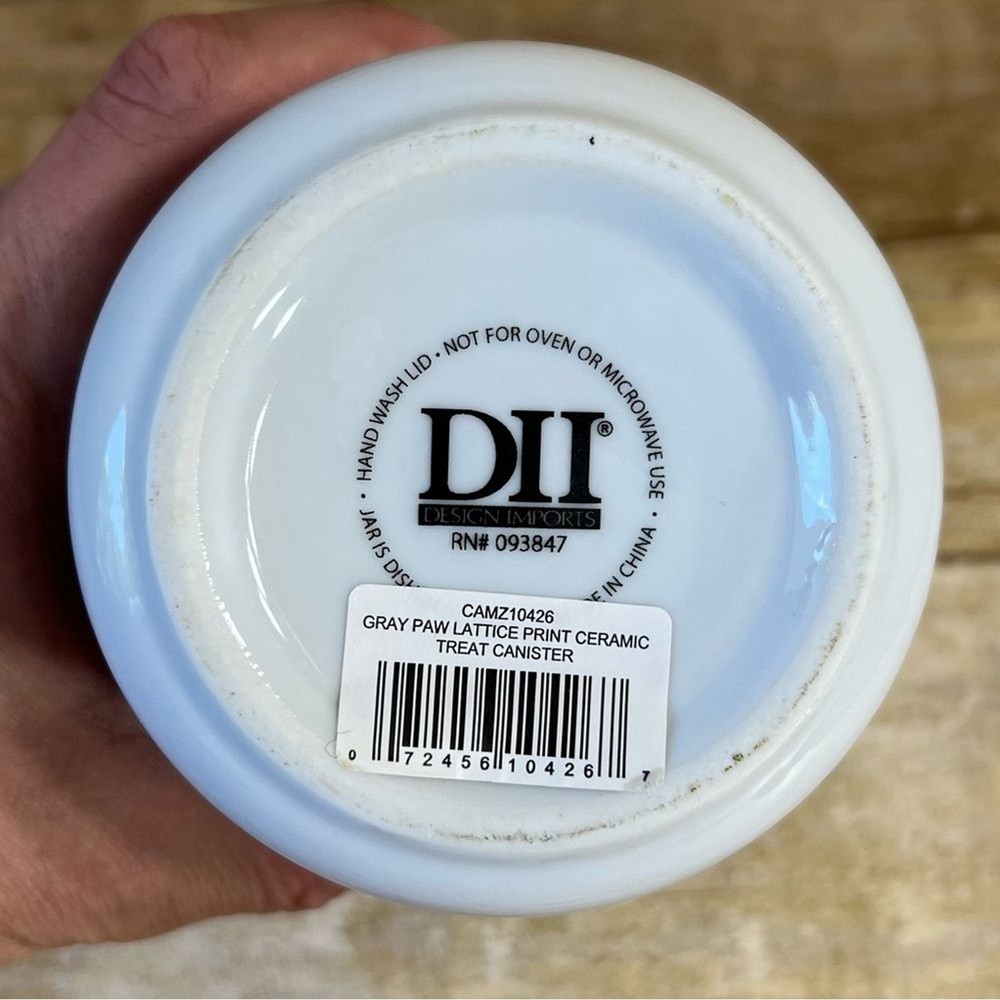 · HAND WASH LID · NOT FOR OVEN OR MICROWAVE USE ·
DII®
DESIGN IMPORTS
RN# 093847
JAR IS
IN CHINA
CAMZ10426
GRAY PAW LATTICE PRINT CERAMIC
TREAT CANISTER
0 72456 10426 7